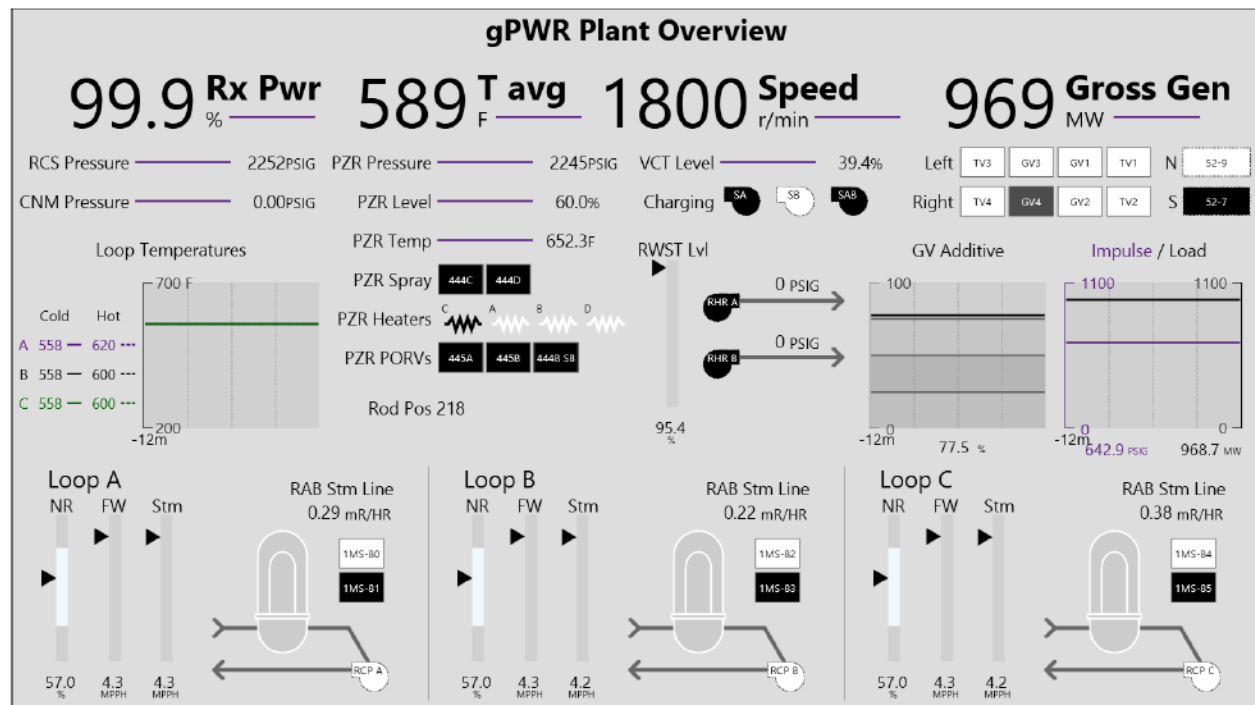 gPWR Plant Overview
99.9 Rx Pwr %
589 T avg F
1800 Speed r/min
969 Gross Gen MW
RCS Pressure 2252PSIG
PZR Pressure 2245PSIG
VCT Level 39.4%
Left TV3 GV3 GV1 TV1 N 52-9
CNM Pressure 0.00PSIG
PZR Level 60.0%
Charging SA SB SAB
Right TV4 GV4 GV2 TV2 S 52-7
PZR Temp 652.3F
Loop Temperatures
700 F
Cold Hot
A 558 620
B 558 600
C 558 600
200
-12m
PZR Spray 444C 444D
PZR Heaters C A B D
PZR PORVs 445A 445B 444B SB
Rod Pos 218
RWST Lvl
95.4
%
0 PSIG
RHR A
0 PSIG
RHR B
GV Additive
100
0
-12m
77.5 %
Impulse / Load
1100 1100
0 0
-12m
642.9 PSIG 968.7 MW
Loop A
NR FW Stm
RAB Stm Line
0.29 mR/HR
1MS-80
1MS-81
RCP A
57.0 4.3 4.3
% MPPH MPPH
Loop B
NR FW Stm
RAB Stm Line
0.22 mR/HR
1MS-82
1MS-83
RCP B
57.0 4.3 4.2
% MPPH MPPH
Loop C
NR FW Stm
RAB Stm Line
0.38 mR/HR
1MS-84
1MS-85
RCP C
57.0 4.3 4.2
% MPPH MPPH